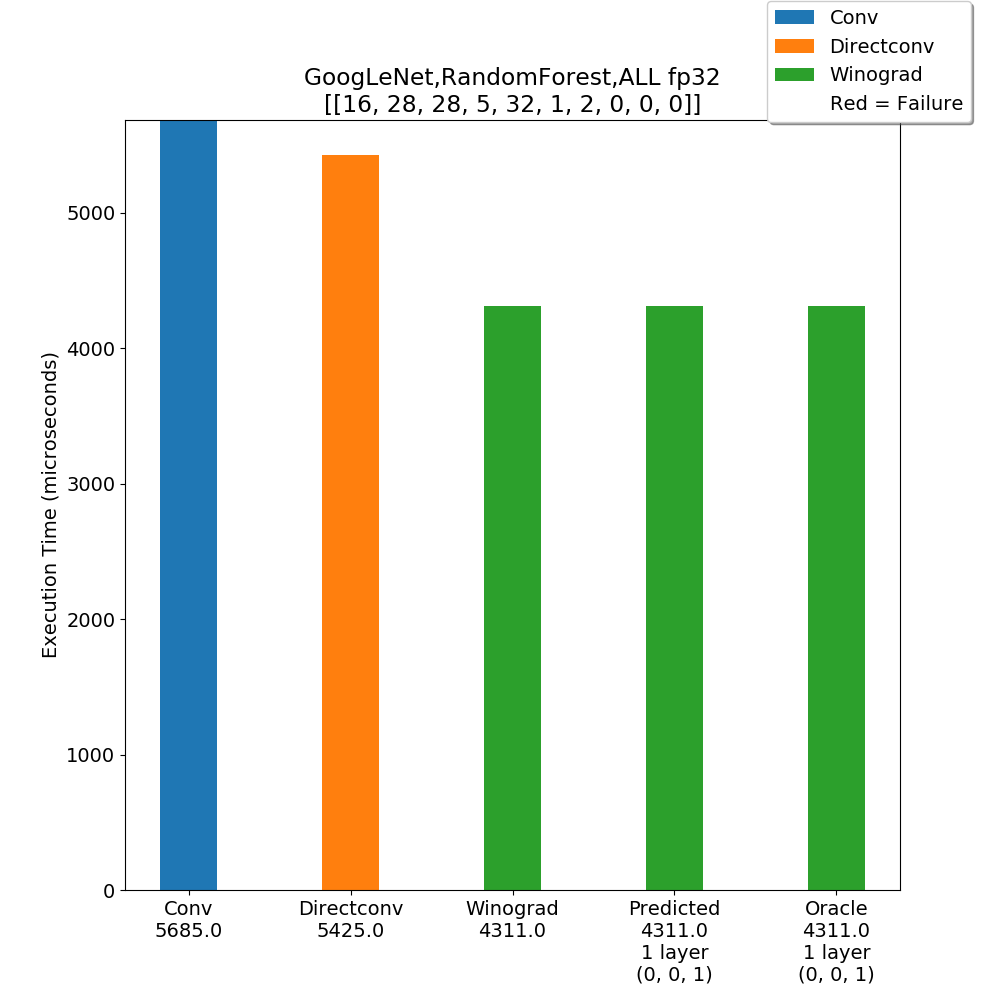 Conv
Directconv
Winograd
Red = Failure
GoogLeNet,RandomForest,ALL fp32
[[16, 28, 28, 5, 32, 1, 2, 0, 0, 0]]
Execution Time (microseconds)
5000
4000
3000
2000
1000
0
Conv
5685.0
Directconv
5425.0
Winograd
4311.0
Predicted
4311.0
1 layer
(0, 0, 1)
Oracle
4311.0
1 layer
(0, 0, 1)